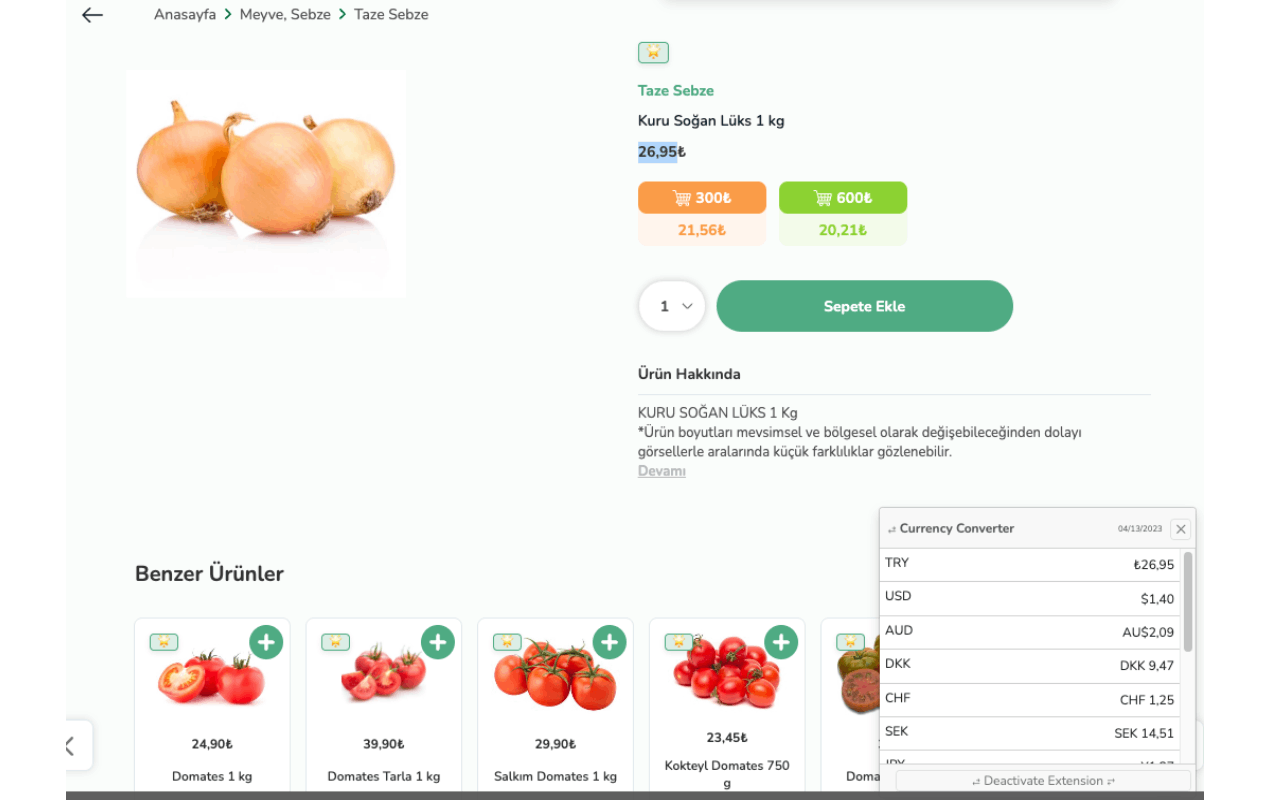 Anasayfa > Meyve, Sebze > Taze Sebze
Taze Sebze
Kuru Soğan Lüks 1 kg
26,95₺
300₺
21,56₺
600₺
20,21₺
1
Sepete Ekle
Ürün Hakkında
KURU SOĞAN LÜKS 1 Kg
*Ürün boyutları mevsimsel ve bölgesel olarak değişebileceğinden dolayı
görsellerle aralarında küçük farklılıklar gözlenebilir.
Devamı
Benzer Ürünler
24,90₺
Domates 1 kg
39,90₺
Domates Tarla 1 kg
29,90₺
Salkım Domates 1 kg
23,45₺
Kokteyl Domates 750
g
Currency Converter 04/13/2023
TRY ₺26,95
USD $1,40
AUD AU$2,09
DKK DKK 9,47
CHF CHF 1,25
SEK SEK 14,51
Deactivate Extension